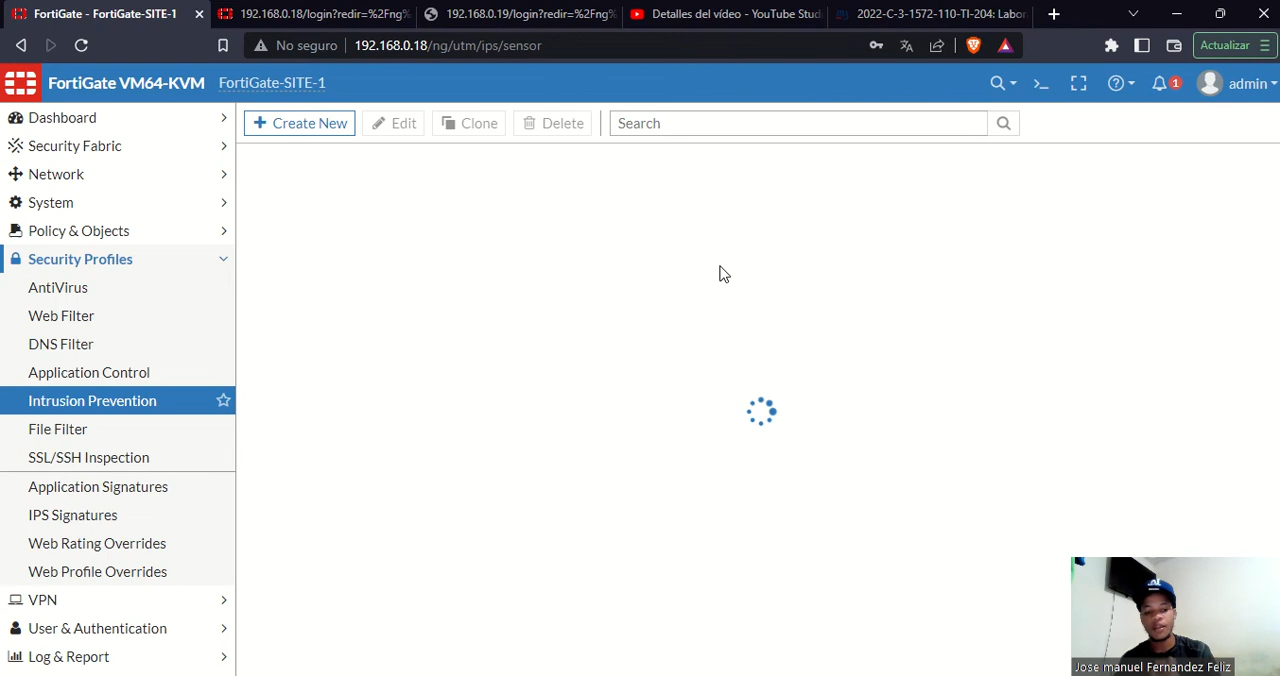 FortiGate - FortiGate-SITE-1
192.168.0.18/login?redir=%2Fng%
192.168.0.19/login?redir=%2Fng%
Detalles del vídeo - YouTube Studi
2022-C-3-1572-110-TI-204: Labor
No seguro
192.168.0.18/ng/utm/ips/sensor
Actualizar
FortiGate VM64-KVM
FortiGate-SITE-1
1
admin
Dashboard
Security Fabric
Network
System
Policy & Objects
Security Profiles
AntiVirus
Web Filter
DNS Filter
Application Control
Intrusion Prevention
File Filter
SSL/SSH Inspection
Application Signatures
IPS Signatures
Web Rating Overrides
Web Profile Overrides
VPN
User & Authentication
Log & Report
Create New
Edit
Clone
Delete
Search
Jose manuel Fernandez Feliz